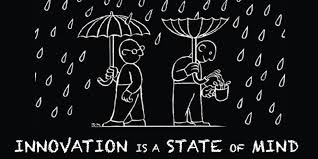 INNOVATION IS A STATE OF MIND